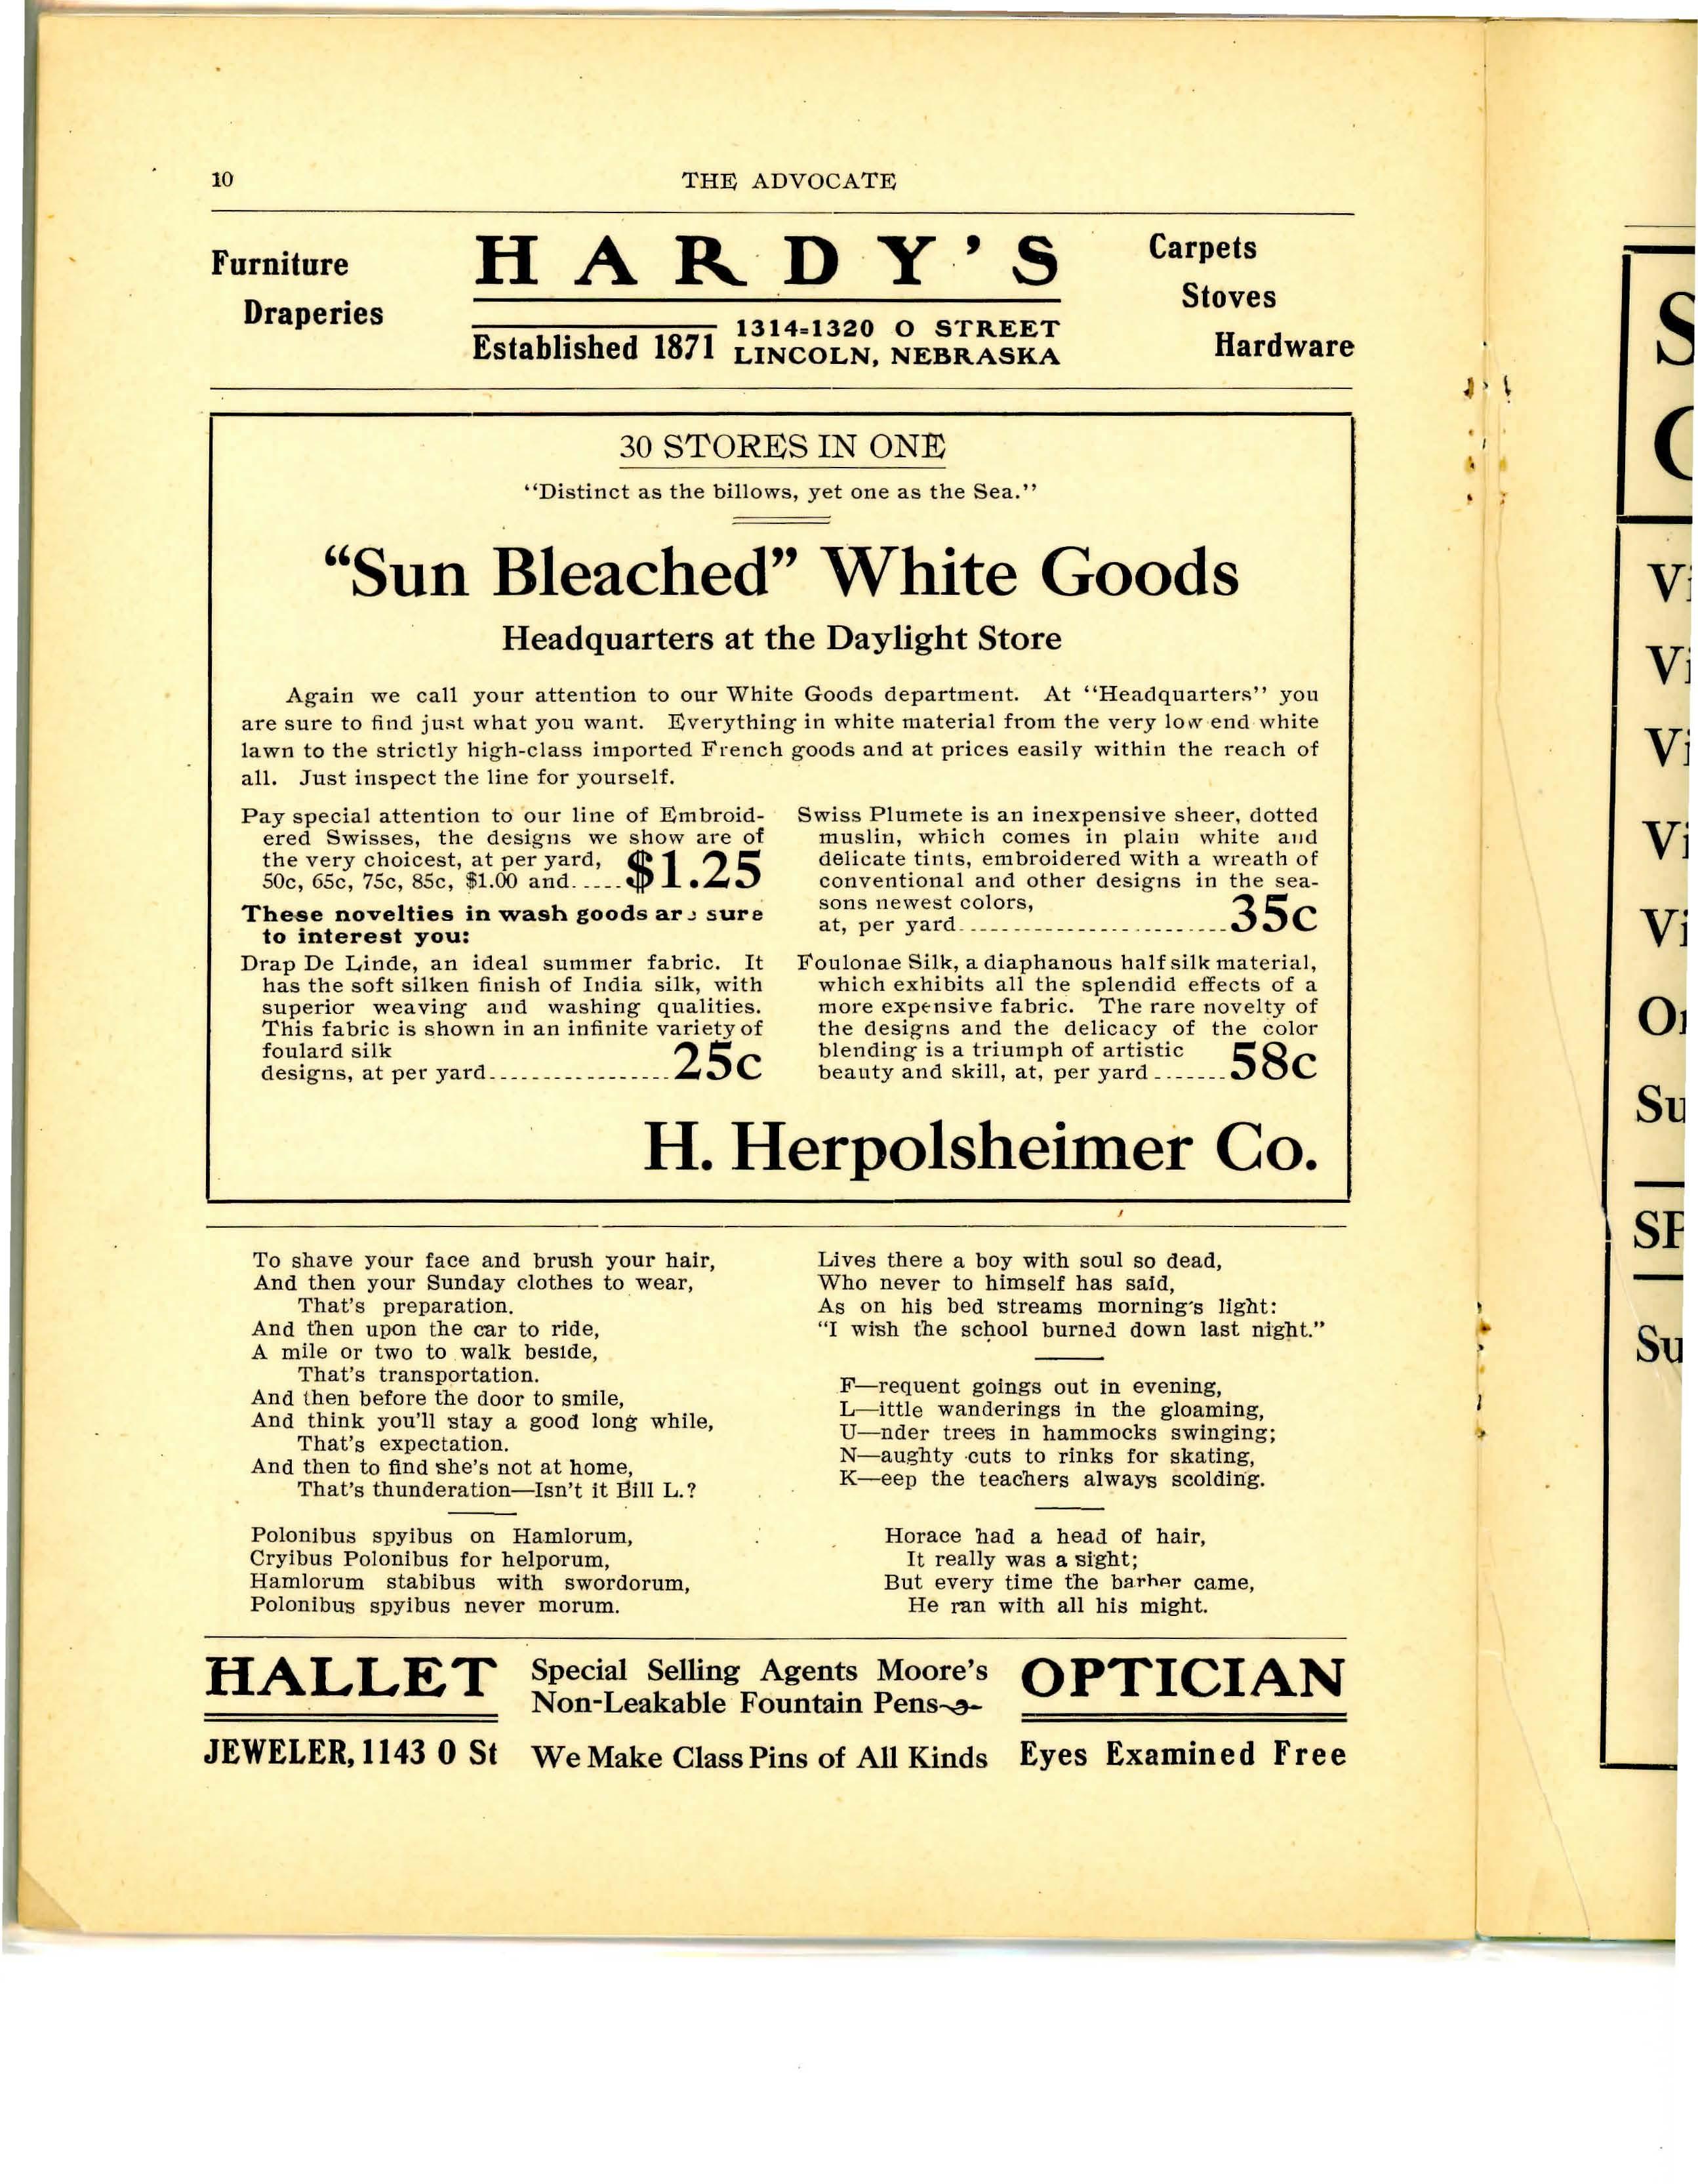 10
THE ADVOCATE
Furniture
Draperies
HARDY'S
Established 1871
1314=1320 O STREET
LINCOLN, NEBRASKA
Carpets
Stoves
Hardware
30 STORES IN ONE
"Distinct as the billows, yet one as the Sea."
"Sun Bleached" White Goods
Headquarters at the Daylight Store
Again we call your attention to our White Goods department. At "Headquarters" you
are sure to find just what you want. Everything in white material from the very low end white
lawn to the strictly high-class imported French goods and at prices easily within the reach of
all. Just inspect the line for yourself.
Pay special attention to our line of Embroid-
ered Swisses, the designs we show are of
the very choicest, at per yard,
50c, 65c, 75c, 85c, $1.00 and.....$1.25
These novelties in wash goods are sure
to interest you:
Drap De Linde, an ideal summer fabric. It
has the soft silken finish of India silk, with
superior weaving and washing qualities.
This fabric is shown in an infinite variety of
foulard silk
designs, at per yard.................25c
Swiss Plumete is an inexpensive sheer, dotted
muslin, which comes in plain white and
delicate tints, embroidered with a wreath of
conventional and other designs in the sea-
sons newest colors,
at, per yard.........................35c
Foulonae Silk, a diaphanous half silk material,
which exhibits all the splendid effects of a
more expensive fabric. The rare novelty of
the designs and the delicacy of the color
blending is a triumph of artistic
beauty and skill, at, per yard.......58c
H. Herpolsheimer Co.
To shave your face and brush your hair,
And then your Sunday clothes to wear,
That's preparation.
And then upon the car to ride,
A mile or two to walk beside,
That's transportation.
And then before the door to smile,
And think you'll stay a good long while,
That's expectation.
And then to find she's not at home,
That's thunderation—Isn't it Bill L.?
Polonibus spyibus on Hamlorum,
Cryibus Polonibus for helporum,
Hamlorum stabibus with swordorum,
Polonibus spyibus never morum.
Lives there a boy with soul so dead,
Who never to himself has said,
As on his bed streams morning's light:
"I wish the school burned down last night."
F—requent goings out in evening,
L—ittle wanderings in the gloaming,
U—nder trees in hammocks swinging;
N—aughty cuts to rinks for skating,
K—eep the teachers always scolding.
Horace had a head of hair,
It really was a sight;
But every time the barber came,
He ran with all his might.
HALLET
JEWELER, 1143 O St
Special Selling Agents Moore's
Non-Leakable Fountain Pens
We Make Class Pins of All Kinds
OPTICIAN
Eyes Examined Free